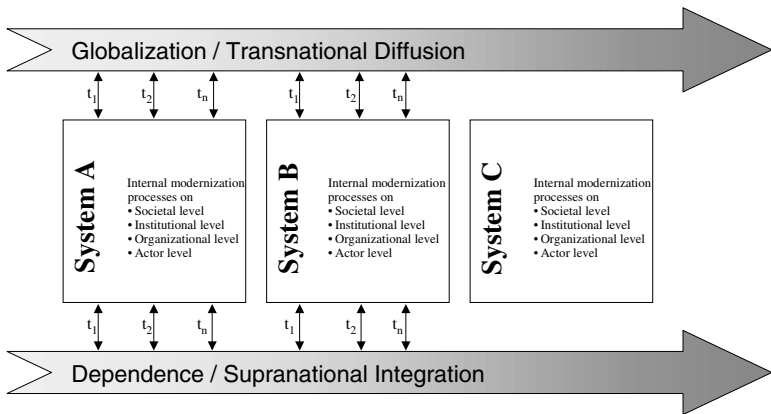 Globalization / Transnational Diffusion
t1 t2 tn t1 t2 tn
System A
Internal modernization
processes on
• Societal level
• Institutional level
• Organizational level
• Actor level
System B
Internal modernization
processes on
• Societal level
• Institutional level
• Organizational level
• Actor level
System C
Internal modernization
processes on
• Societal level
• Institutional level
• Organizational level
• Actor level
t1 t2 tn t1 t2 tn
Dependence / Supranational Integration